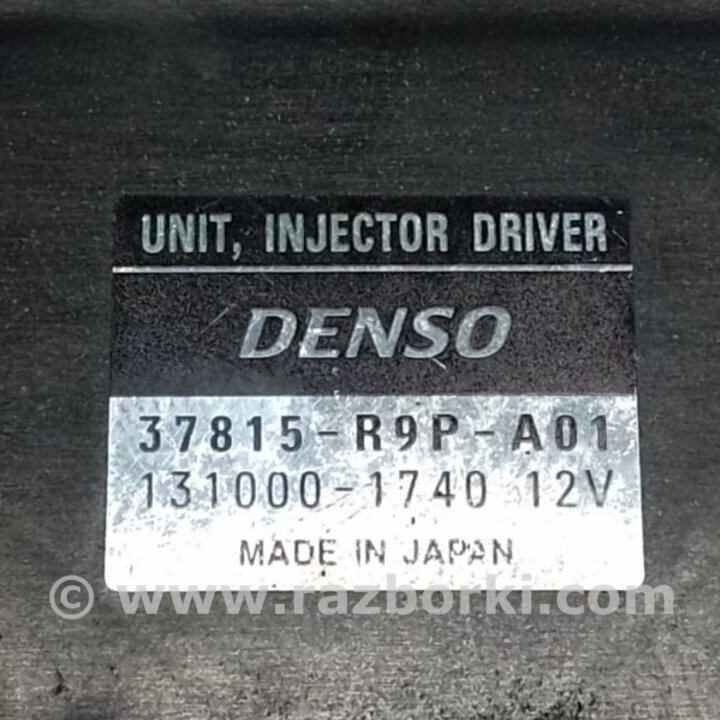 UNIT, INJECTOR DRIVER
DENSO
37815-R9P-A01
131000-1740 12V
MADE IN JAPAN
© www.razborki.com